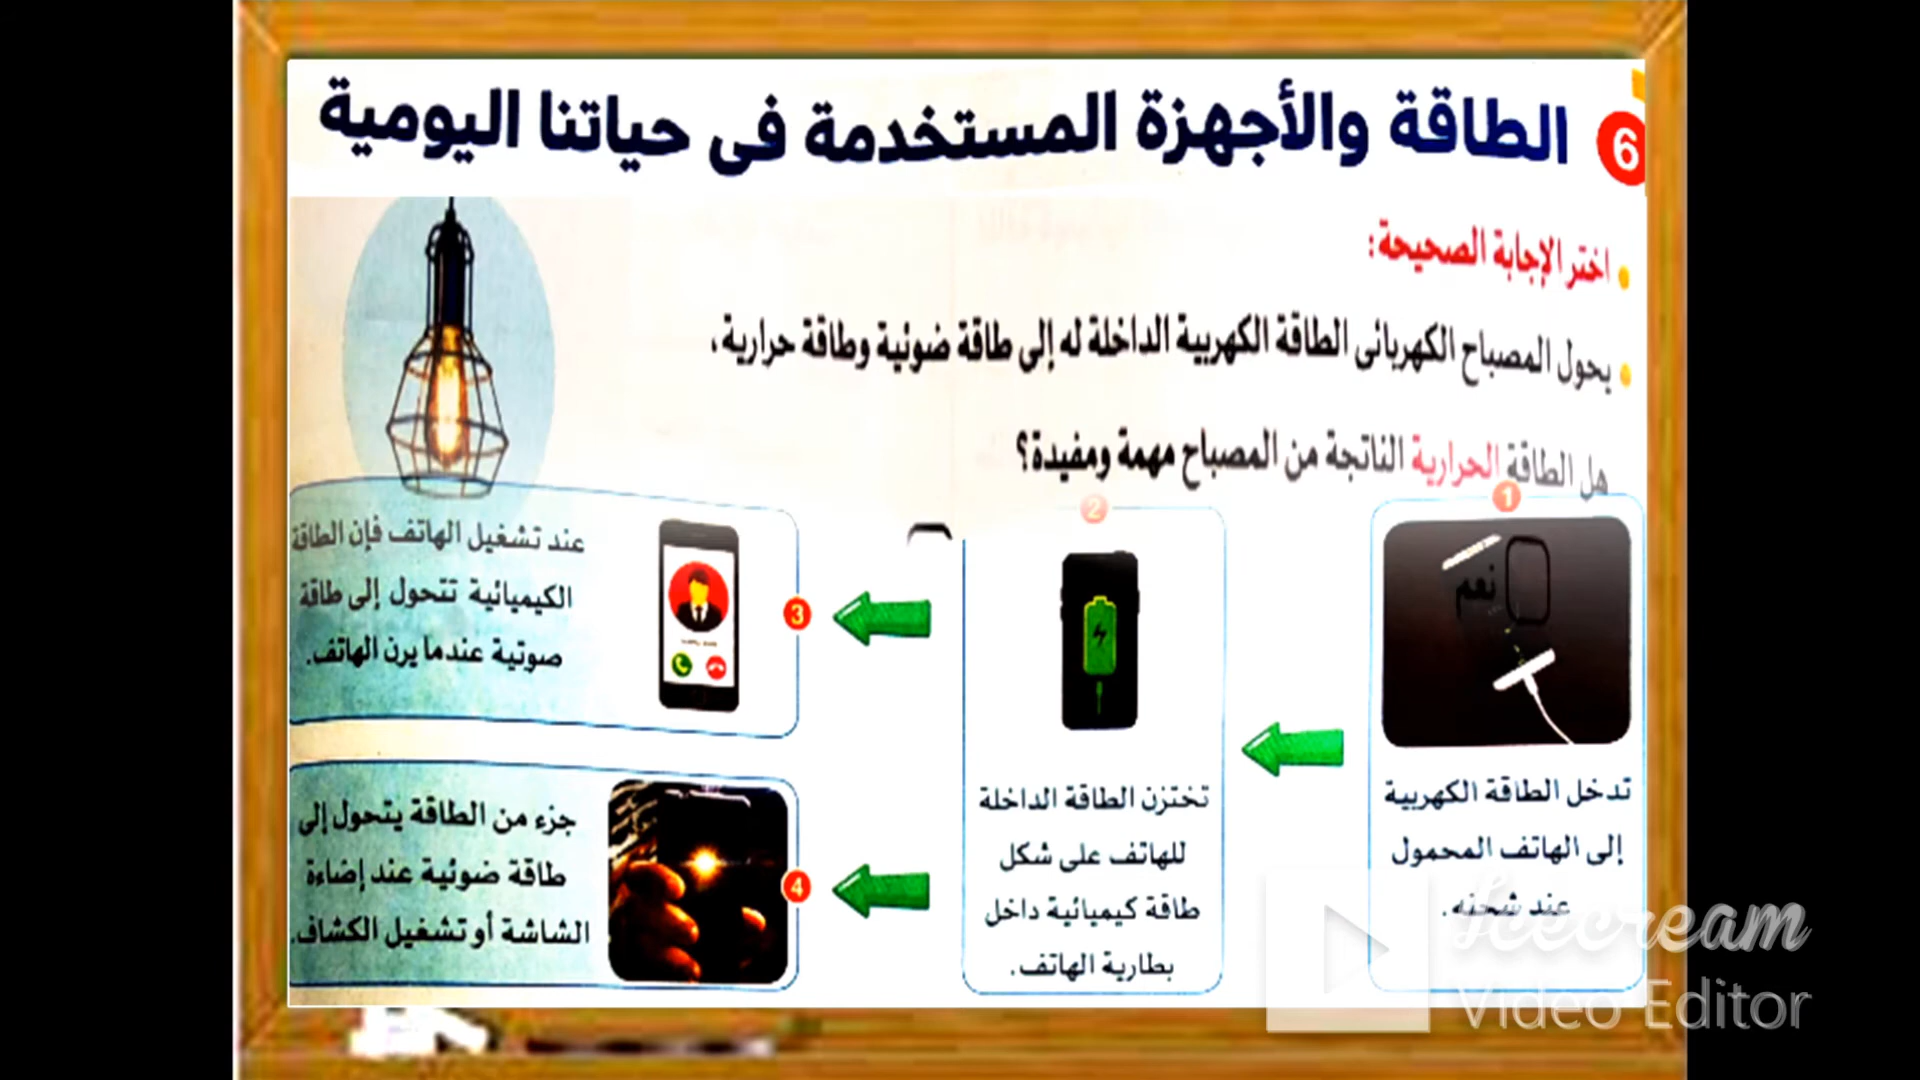 6 الطاقة والأجهزة المستخدمة فى حياتنا اليومية
اختر الإجابة الصحيحة:
يحول المصباح الكهربائى الطاقة الكهربية الداخلة له إلى طاقة ضوئية وطاقة حرارية،
هل الطاقة الحرارية الناتجة من المصباح مهمة ومفيدة؟
1
نعم
تدخل الطاقة الكهربية
إلى الهاتف المحمول
عند شحنه.
2
تختزن الطاقة الداخلة
للهاتف على شكل
طاقة كيميائية داخل
بطارية الهاتف.
3
عند تشغيل الهاتف فإن الطاقة
الكيميائية تتحول إلى طاقة
صوتية عندما يرن الهاتف.
4
جزء من الطاقة يتحول إلى
طاقة ضوئية عند إضاءة
الشاشة أو تشغيل الكشاف.
Icecream
Video Editor